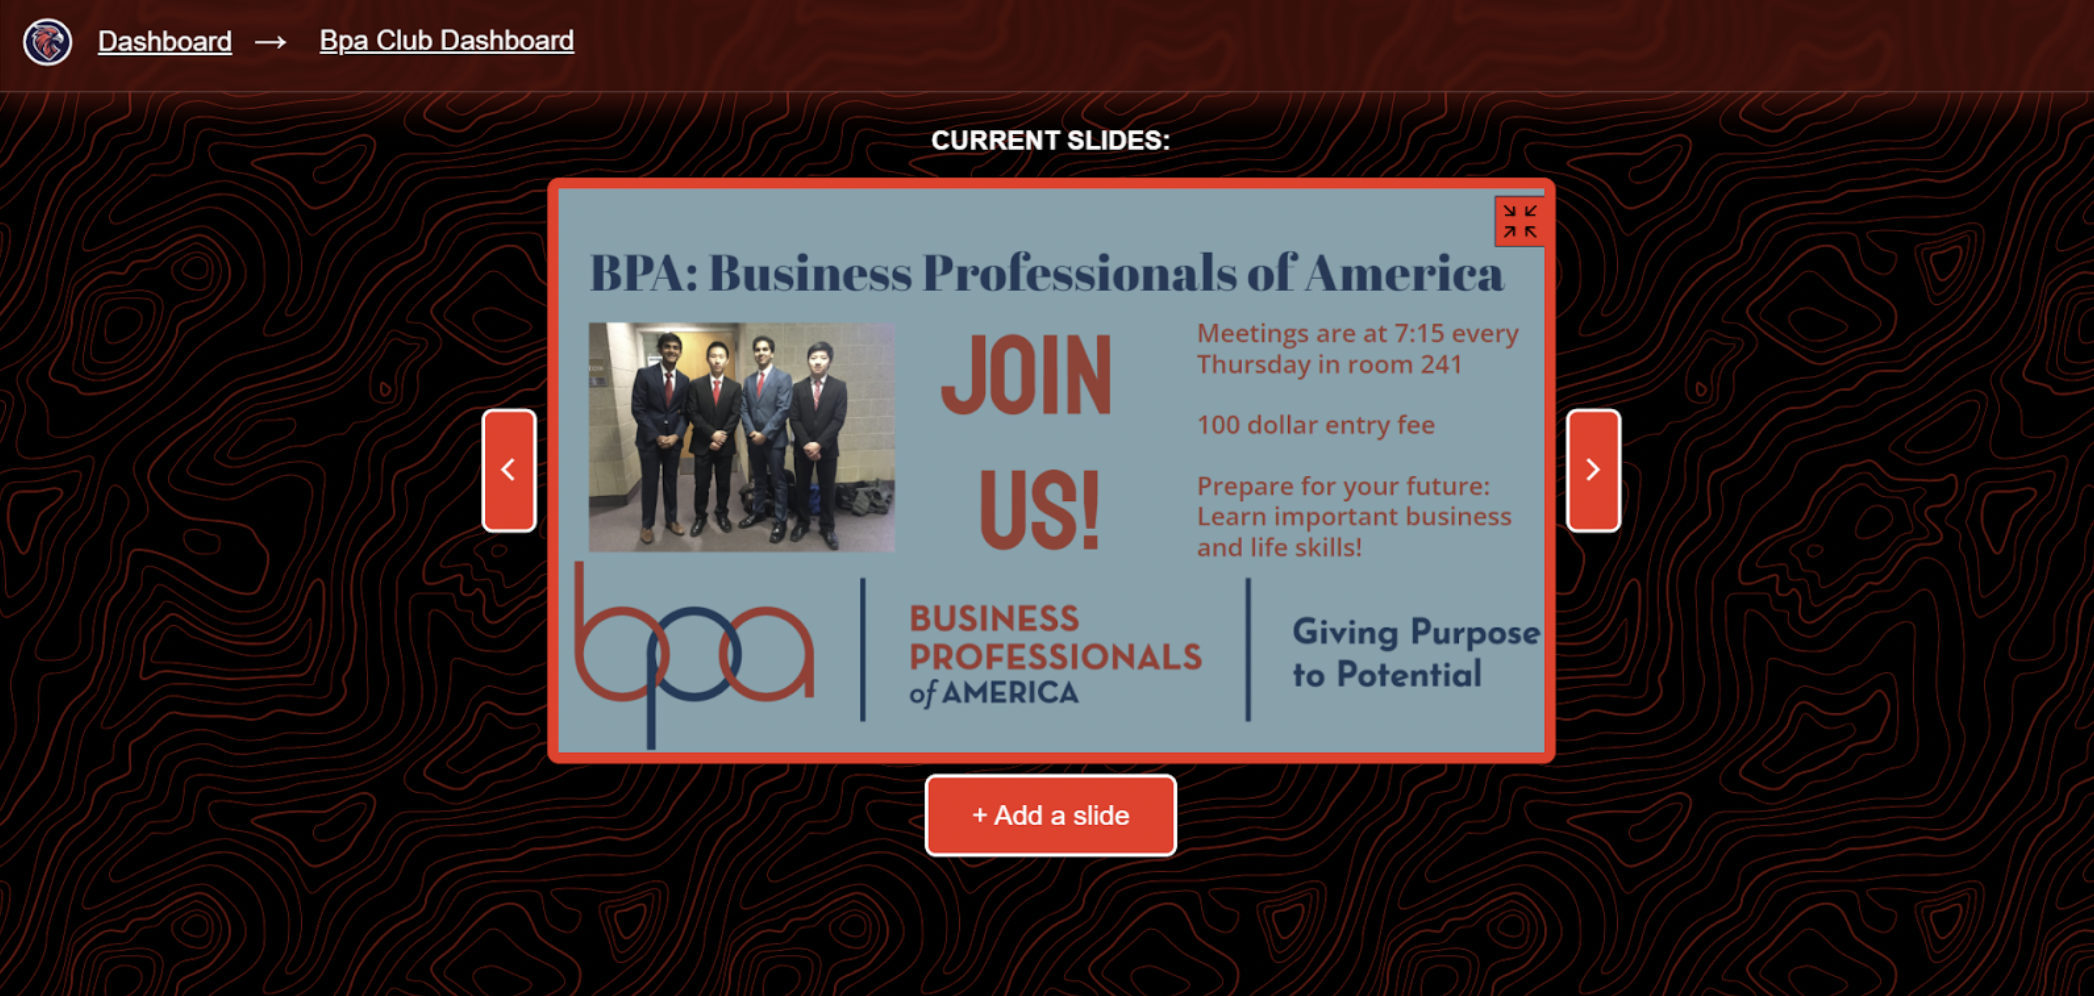 Dashboard → Bpa Club Dashboard
CURRENT SLIDES:
BPA: Business Professionals of America
JOIN
US!
Meetings are at 7:15 every
Thursday in room 241
100 dollar entry fee
Prepare for your future:
Learn important business
and life skills!
bpa
BUSINESS
PROFESSIONALS
of AMERICA
Giving Purpose
to Potential
+ Add a slide